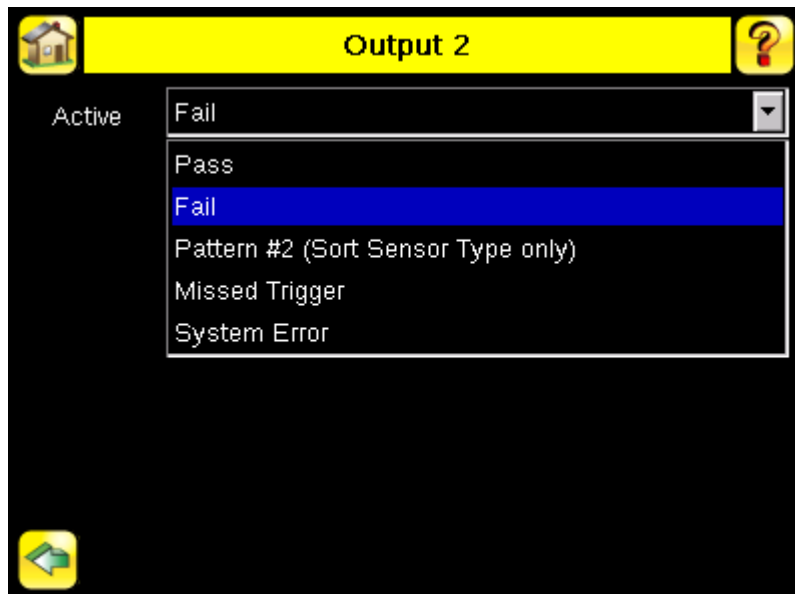 Output 2
?
Active
Fail
Pass
Fail
Pattern #2 (Sort Sensor Type only)
Missed Trigger
System Error